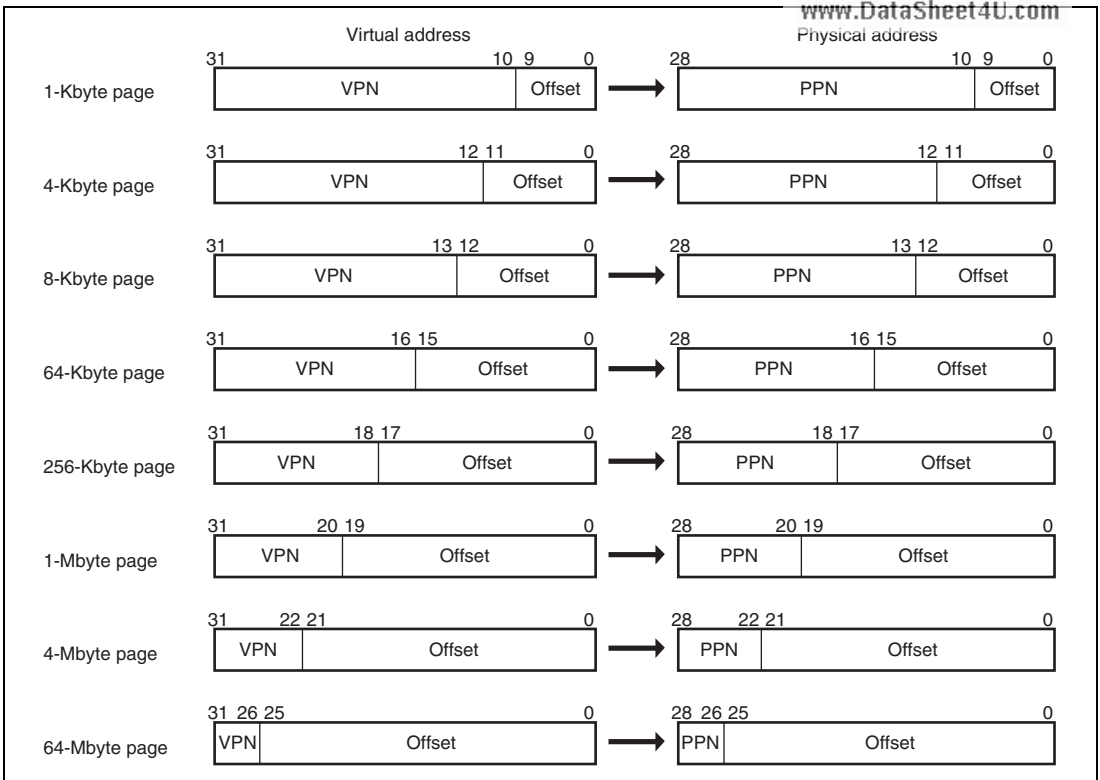 www.DataSheet4U.com
Virtual address Physical address
31 10 9 0 28 10 9 0
1-Kbyte page VPN Offset PPN Offset
31 12 11 0 28 12 11 0
4-Kbyte page VPN Offset PPN Offset
31 13 12 0 28 13 12 0
8-Kbyte page VPN Offset PPN Offset
31 16 15 0 28 16 15 0
64-Kbyte page VPN Offset PPN Offset
31 18 17 0 28 18 17 0
256-Kbyte page VPN Offset PPN Offset
31 20 19 0 28 20 19 0
1-Mbyte page VPN Offset PPN Offset
31 22 21 0 28 22 21 0
4-Mbyte page VPN Offset PPN Offset
31 26 25 0 28 26 25 0
64-Mbyte page VPN Offset PPN Offset